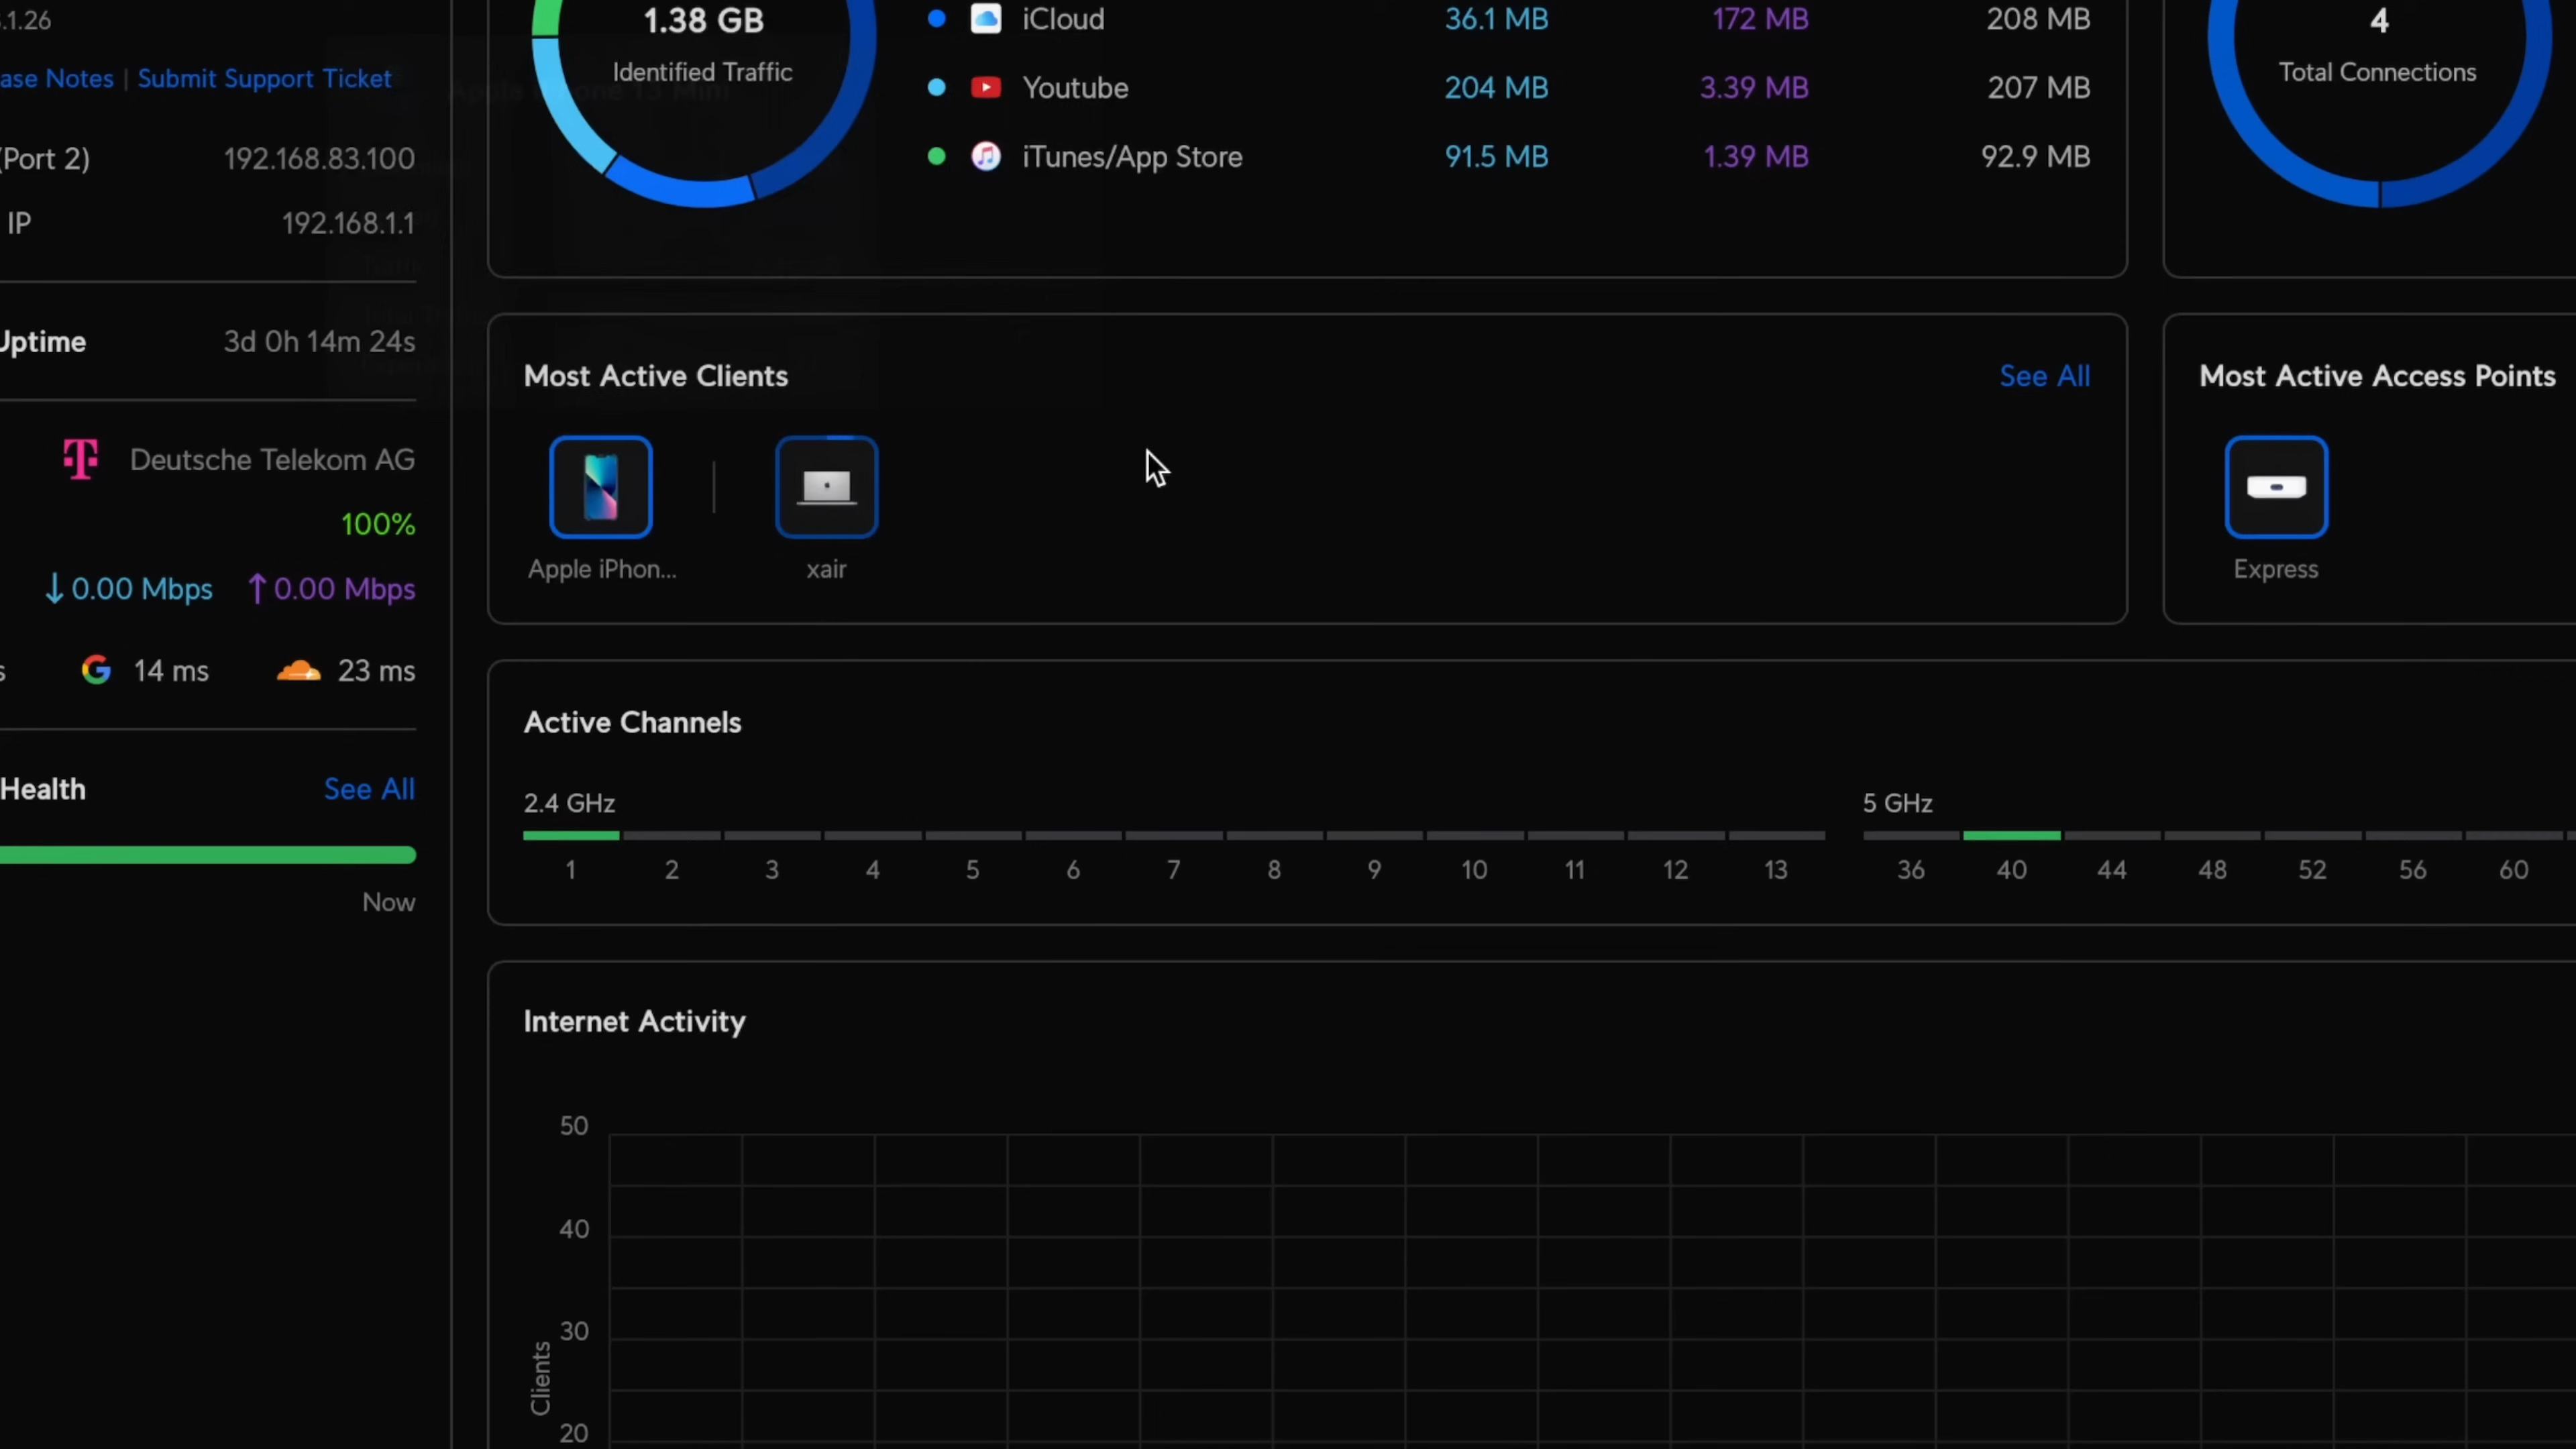 .1.26
ase Notes | Submit Support Ticket
(Port 2) 192.168.83.100
IP 192.168.1.1
Uptime 3d 0h 14m 24s
Deutsche Telekom AG
100%
↓0.00 Mbps ↑0.00 Mbps
s 14 ms 23 ms
Health See All
Now
1.38 GB
Identified Traffic
iCloud 36.1 MB 172 MB 208 MB
Youtube 204 MB 3.39 MB 207 MB
iTunes/App Store 91.5 MB 1.39 MB 92.9 MB
4
Total Connections
Most Active Clients See All
Apple iPhon... xair
Most Active Access Points
Express
Active Channels
2.4 GHz
1 2 3 4 5 6 7 8 9 10 11 12 13
5 GHz
36 40 44 48 52 56 60
Internet Activity
50
40
30
20
Clients